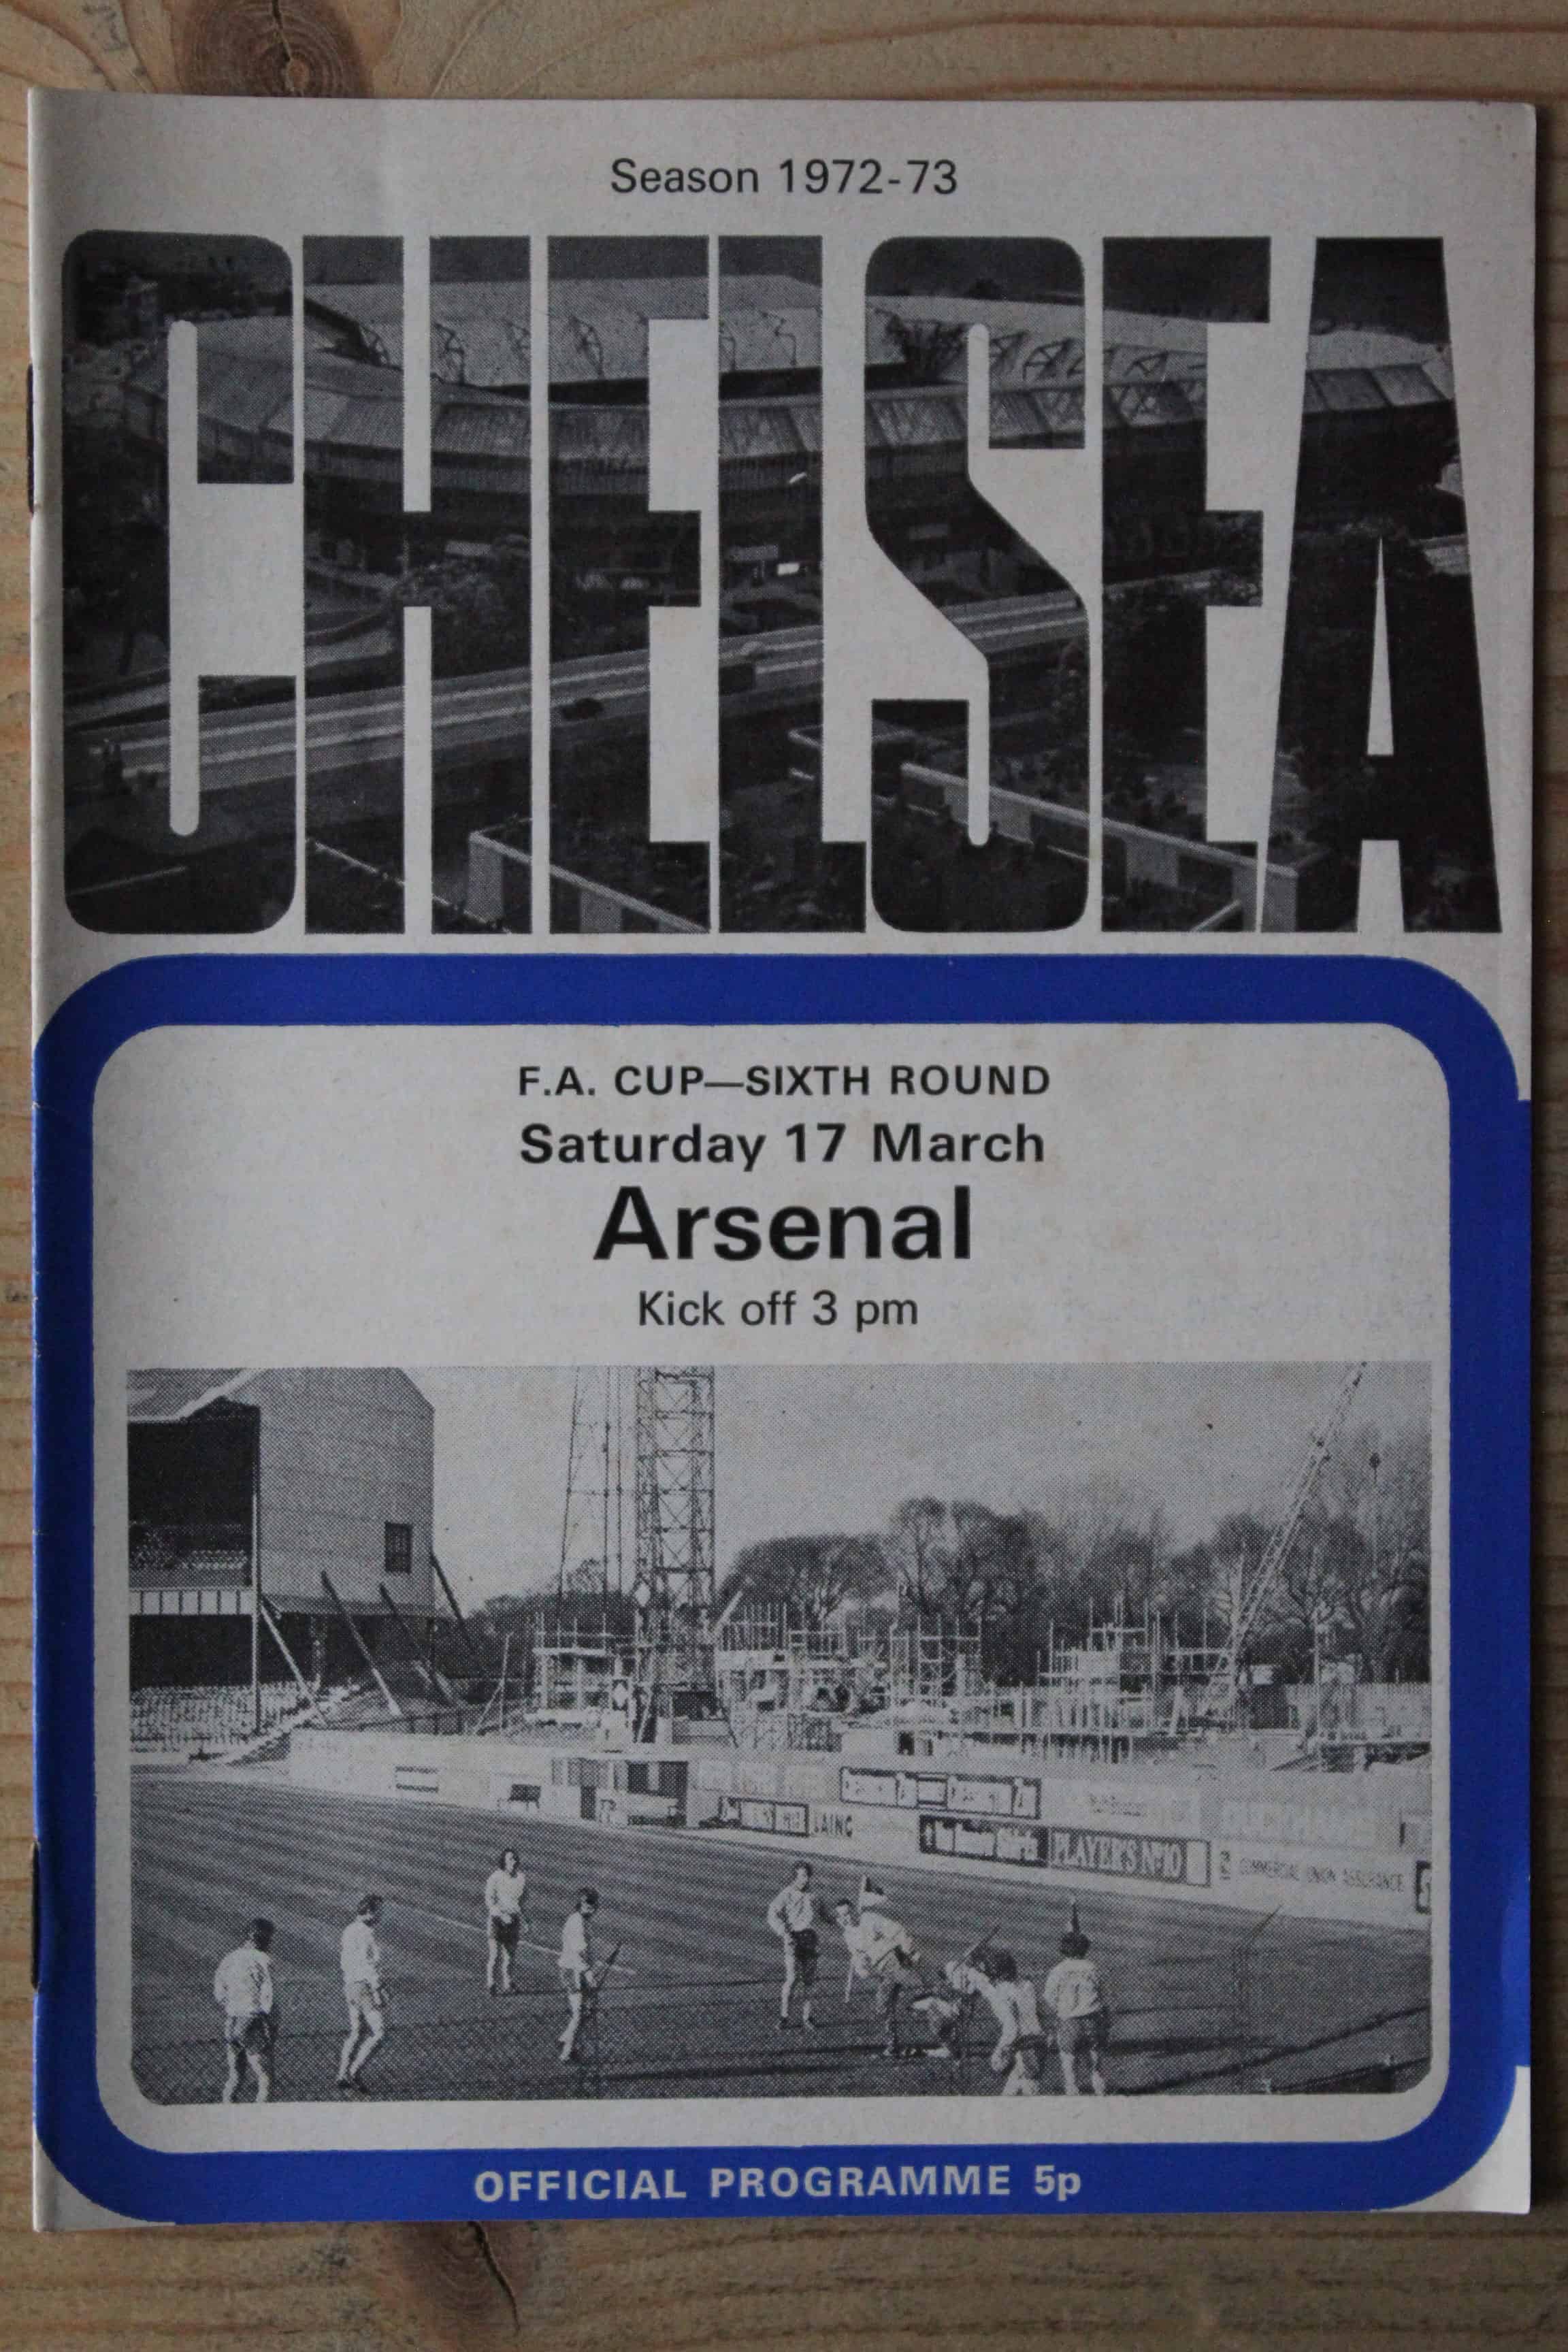 Season 1972-73
CHELSEA
F.A. CUP—SIXTH ROUND
Saturday 17 March
Arsenal
Kick off 3 pm
LAING
PLAYER'S No10
COMMERCIAL UNION ASSURANCE
OFFICIAL PROGRAMME 5p